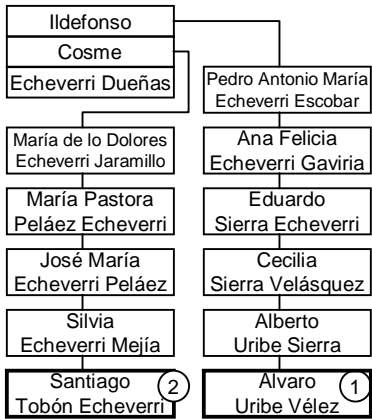 Ildefonso
Cosme
Echeverri Dueñas
Pedro Antonio María
Echeverri Escobar
María de lo Dolores
Echeverri Jaramillo
Ana Felicia
Echeverri Gaviria
María Pastora
Peláez Echeverri
Eduardo
Sierra Echeverri
José María
Echeverri Peláez
Cecilia
Sierra Velásquez
Silvia
Echeverri Mejía
Alberto
Uribe Sierra
Santiago
Tobón Echeverri
2
Alvaro
Uribe Vélez
1